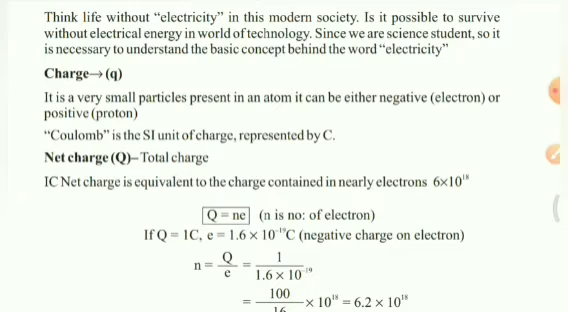 Think life without “electricity” in this modern society. Is it possible to survive
without electrical energy in world of technology. Since we are science student, so it
is necessary to understand the basic concept behind the word “electricity”
Charge→(q)
It is a very small particles present in an atom it can be either negative (electron) or
positive (proton)
“Coulomb” is the SI unit of charge, represented by C.
Net charge (Q)– Total charge
IC Net charge is equivalent to the charge contained in nearly electrons 6×10¹⁸
Q = ne (n is no: of electron)
If Q = 1C, e = 1.6 × 10⁻¹⁹C (negative charge on electron)
n = Q/e = 1/1.6 × 10⁻¹⁹
= 100/16 × 10¹⁸ = 6.2 × 10¹⁸